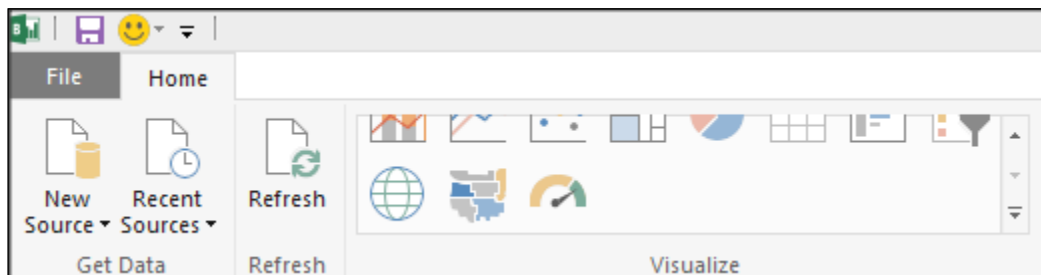 File Home
New Recent Refresh
Source Sources
Get Data Refresh Visualize